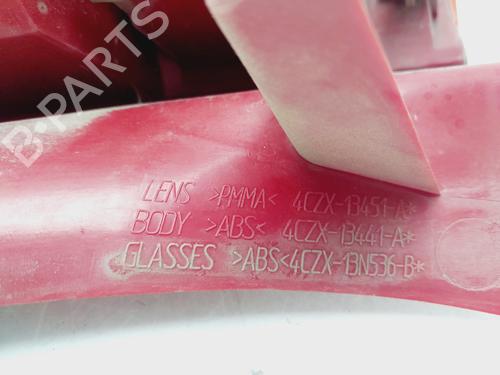 B-PARTS
LENS >PMMA< 4CZX-13451-A*
BODY >ABS< 4CZX-13441-A*
GLASSES >ABS<4CZX-13N536-B*